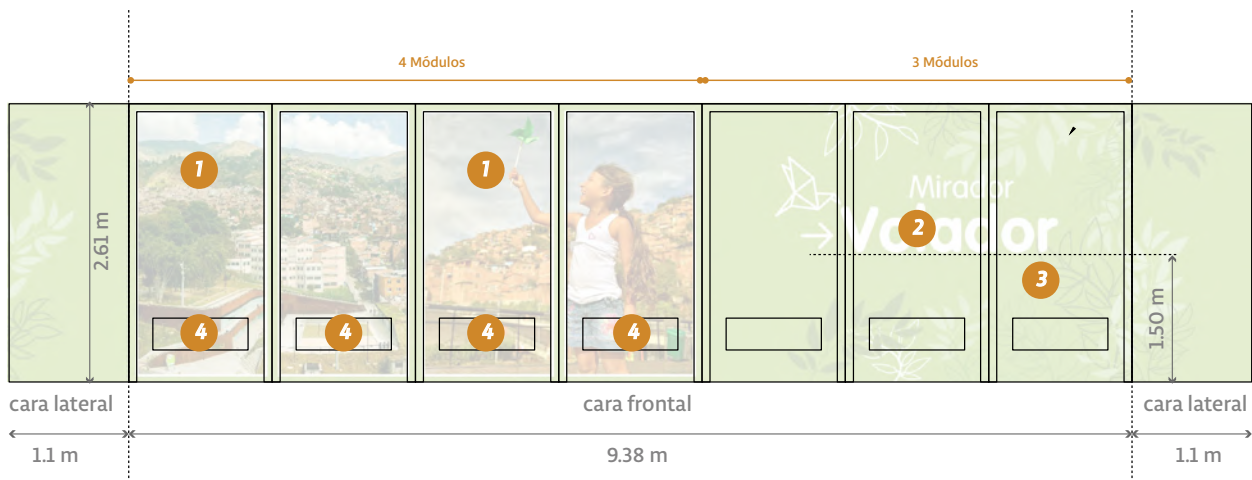 4 Módulos
3 Módulos
1
1
Mirador
Volador
2
3
4
4
4
4
2.61 m
1.50 m
cara lateral
cara frontal
cara lateral
1.1 m
9.38 m
1.1 m